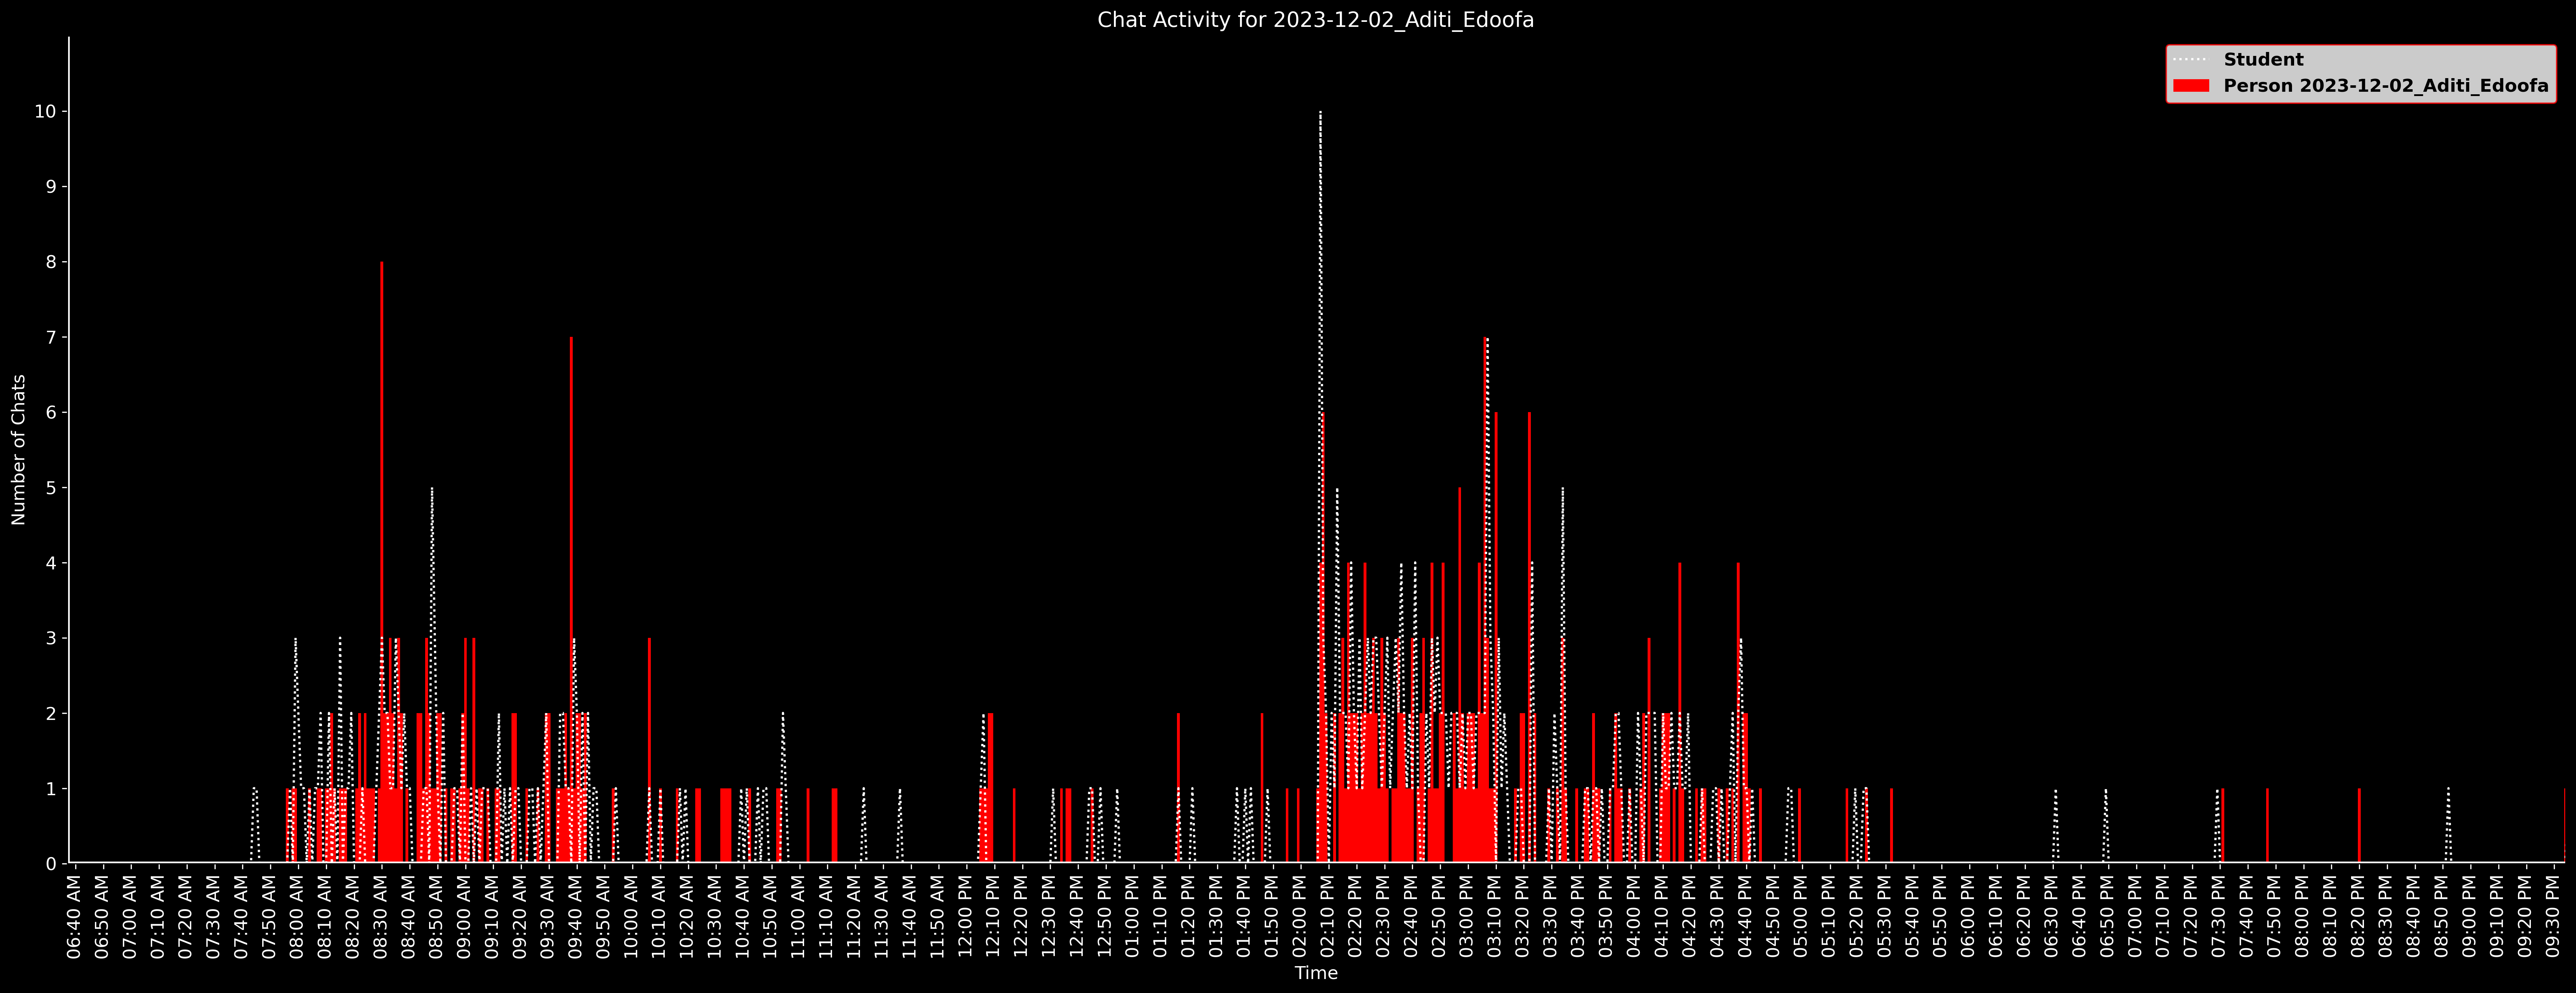 Chat Activity for 2023-12-02_Aditi_Edoofa
Student
Person 2023-12-02_Aditi_Edoofa
Number of Chats
10
9
8
7
6
5
4
3
2
1
0
06:40 AM
06:50 AM
07:00 AM
07:10 AM
07:20 AM
07:30 AM
07:40 AM
07:50 AM
08:00 AM
08:10 AM
08:20 AM
08:30 AM
08:40 AM
08:50 AM
09:00 AM
09:10 AM
09:20 AM
09:30 AM
09:40 AM
09:50 AM
10:00 AM
10:10 AM
10:20 AM
10:30 AM
10:40 AM
10:50 AM
11:00 AM
11:10 AM
11:20 AM
11:30 AM
11:40 AM
11:50 AM
12:00 PM
12:10 PM
12:20 PM
12:30 PM
12:40 PM
12:50 PM
01:00 PM
01:10 PM
01:20 PM
01:30 PM
01:40 PM
01:50 PM
02:00 PM
02:10 PM
02:20 PM
02:30 PM
02:40 PM
02:50 PM
03:00 PM
03:10 PM
03:20 PM
03:30 PM
03:40 PM
03:50 PM
04:00 PM
04:10 PM
04:20 PM
04:30 PM
04:40 PM
04:50 PM
05:00 PM
05:10 PM
05:20 PM
05:30 PM
05:40 PM
05:50 PM
06:00 PM
06:10 PM
06:20 PM
06:30 PM
06:40 PM
06:50 PM
07:00 PM
07:10 PM
07:20 PM
07:30 PM
07:40 PM
07:50 PM
08:00 PM
08:10 PM
08:20 PM
08:30 PM
08:40 PM
08:50 PM
09:00 PM
09:10 PM
09:20 PM
09:30 PM
Time